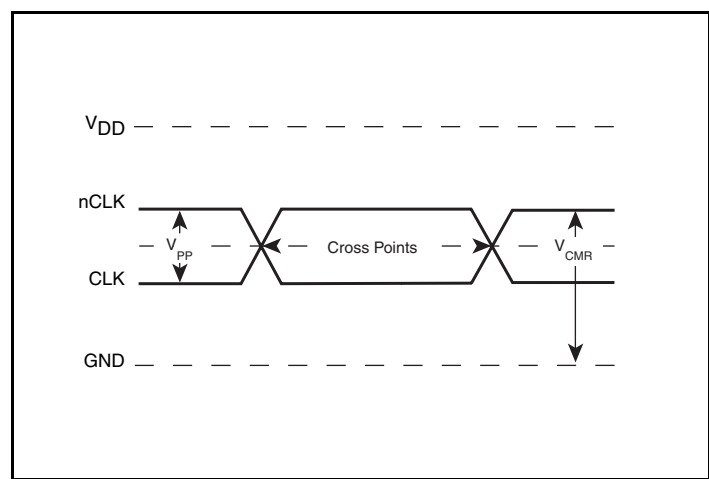 VDD
nCLK
VPP
Cross Points
VCMR
CLK
GND